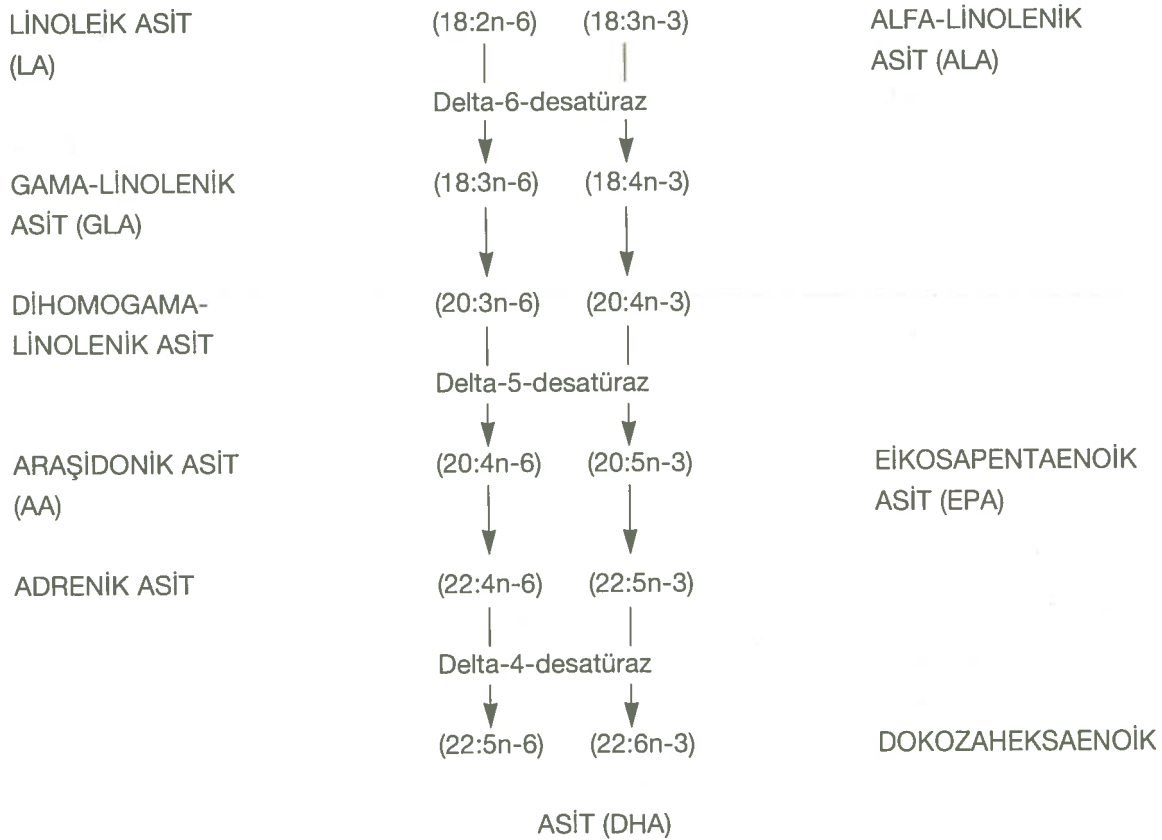 LİNOLEİK ASİT (18:2n-6) (18:3n-3) ALFA-LİNOLENİK
(LA) ASİT (ALA)
Delta-6-desatüraz
GAMA-LİNOLENİK (18:3n-6) (18:4n-3)
ASİT (GLA)
DİHOMOGAMA- (20:3n-6) (20:4n-3)
LİNOLENİK ASİT
Delta-5-desatüraz
ARAŞİDONİK ASİT (20:4n-6) (20:5n-3) EİKOSAPENTAENOİK
(AA) ASİT (EPA)
ADRENİK ASİT (22:4n-6) (22:5n-3)
Delta-4-desatüraz
(22:5n-6) (22:6n-3) DOKOZAHEKSAENOİK
ASİT (DHA)